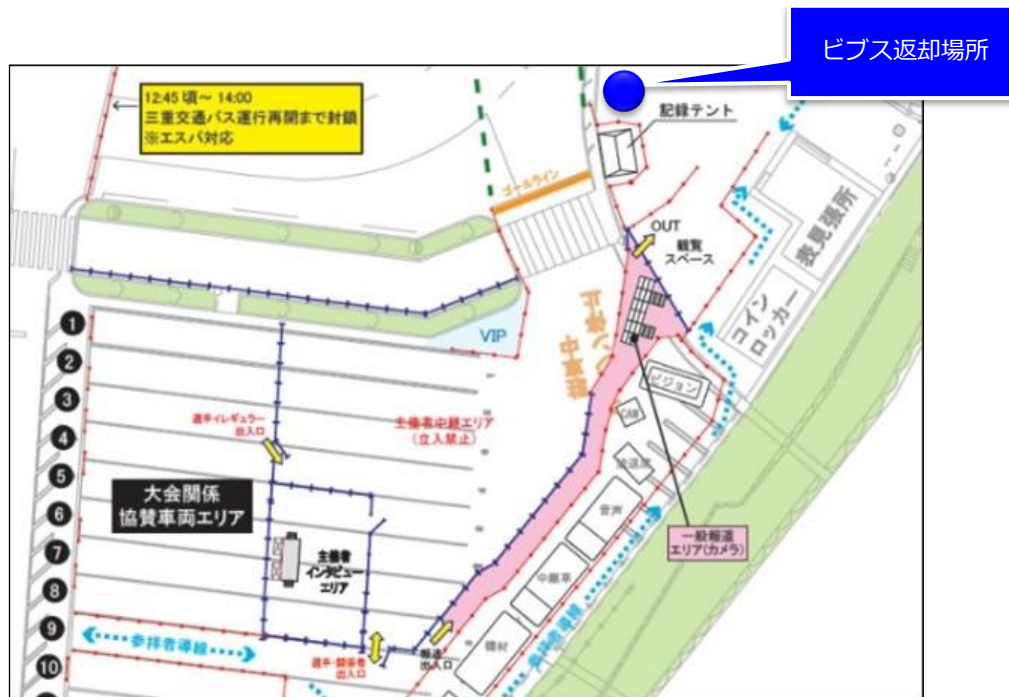 ビブス返却場所
12:45 頃～ 14:00
三重交通バス運行再開まで封鎖
※エスパ対応
記録テント
ゴールライン
OUT
観覧
スペース
表見張所
コイン
ロッカー
VIP
ビジョン
CAM
音声
中継車
機材
一般報道
エリア(カメラ)
選手イレギュラー
出入口
主催者中継エリア
(立入禁止)
大会関係
協賛車両エリア
主催者
インタビュー
エリア
参拝者導線
選手・関係者
出入口
報道
出入口
参拝者導線
1
2
3
4
5
6
7
8
9
10